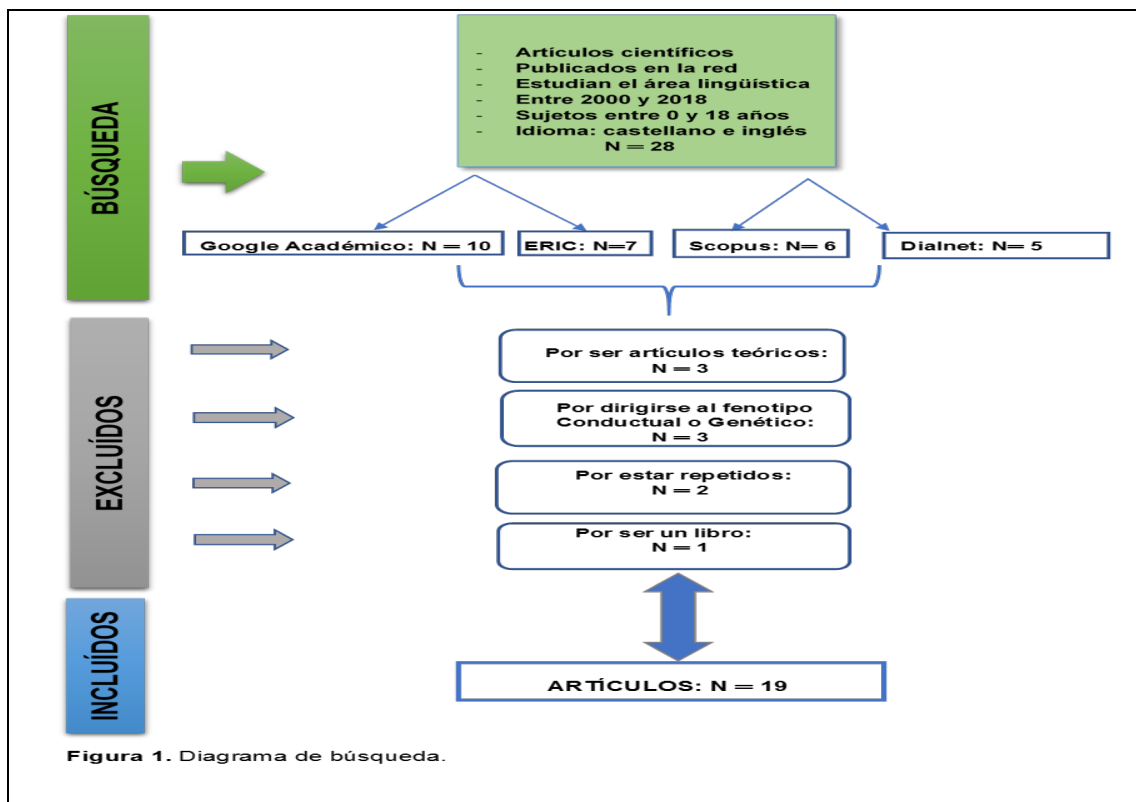 BÚSQUEDA
- Artículos científicos
- Publicados en la red
- Estudian el área lingüística
- Entre 2000 y 2018
- Sujetos entre 0 y 18 años
- Idioma: castellano e inglés
N = 28
Google Académico: N = 10
ERIC: N=7
Scopus: N= 6
Dialnet: N= 5
EXCLUÍDOS
Por ser artículos teóricos:
N = 3
Por dirigirse al fenotipo
Conductual o Genético:
N = 3
Por estar repetidos:
N = 2
Por ser un libro:
N = 1
INCLUÍDOS
ARTÍCULOS: N = 19
Figura 1. Diagrama de búsqueda.